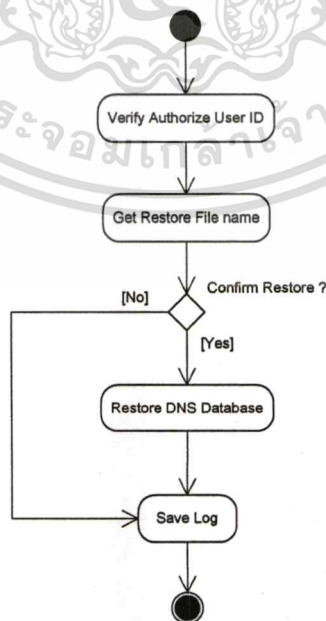 Verify Authorize User ID
Get Restore File name
Confirm Restore ?
[No]
[Yes]
Restore DNS Database
Save Log